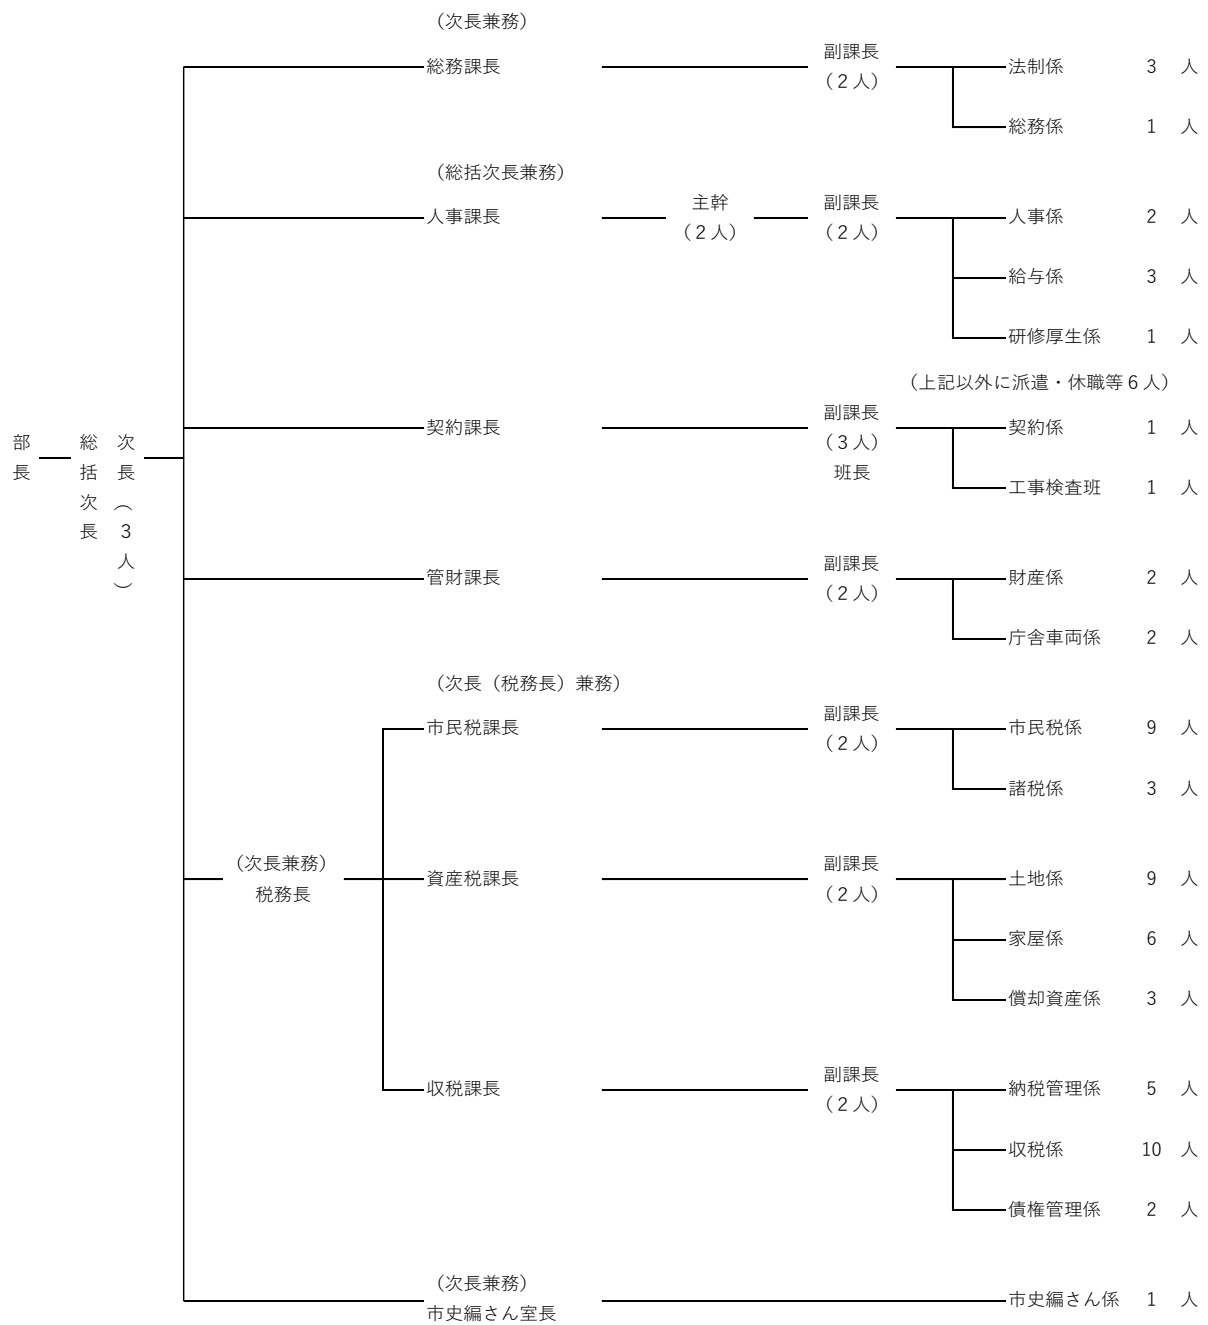 （次長兼務）
総務課長 副課長（２人） 法制係 3 人
総務係 1 人
（総括次長兼務）
人事課長 主幹（２人） 副課長（２人） 人事係 2 人
給与係 3 人
研修厚生係 1 人
（上記以外に派遣・休職等６人）
部長 総括次長 次長（３人）
契約課長 副課長（３人）班長 契約係 1 人
工事検査班 1 人
管財課長 副課長（２人） 財産係 2 人
庁舎車両係 2 人
（次長（税務長）兼務）
市民税課長 副課長（２人） 市民税係 9 人
諸税係 3 人
（次長兼務）税務長
資産税課長 副課長（２人） 土地係 9 人
家屋係 6 人
償却資産係 3 人
収税課長 副課長（２人） 納税管理係 5 人
収税係 10 人
債権管理係 2 人
（次長兼務）
市史編さん室長 市史編さん係 1 人